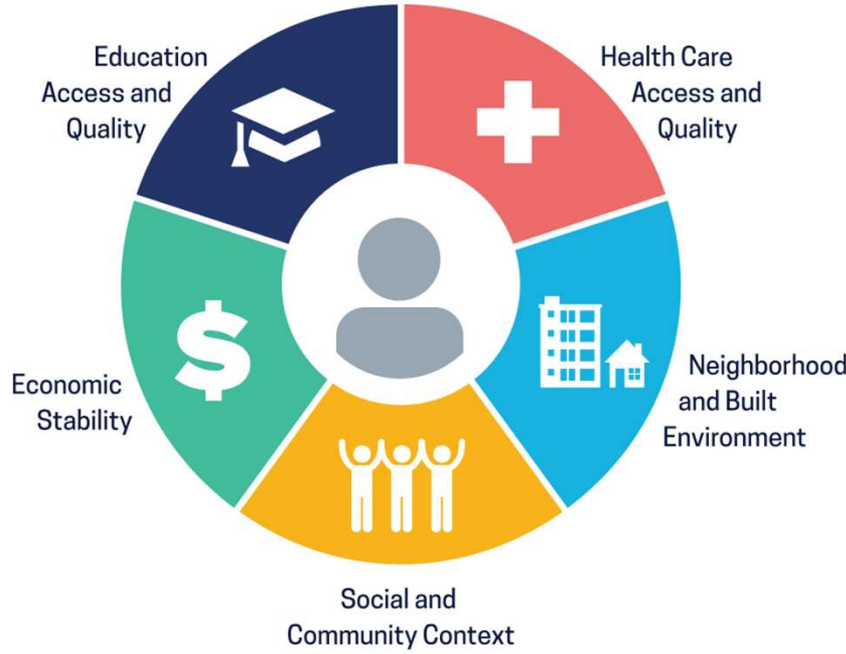 Education
Access and
Quality
Health Care
Access and
Quality
Economic
Stability
$
Neighborhood
and Built
Environment
Social and
Community Context